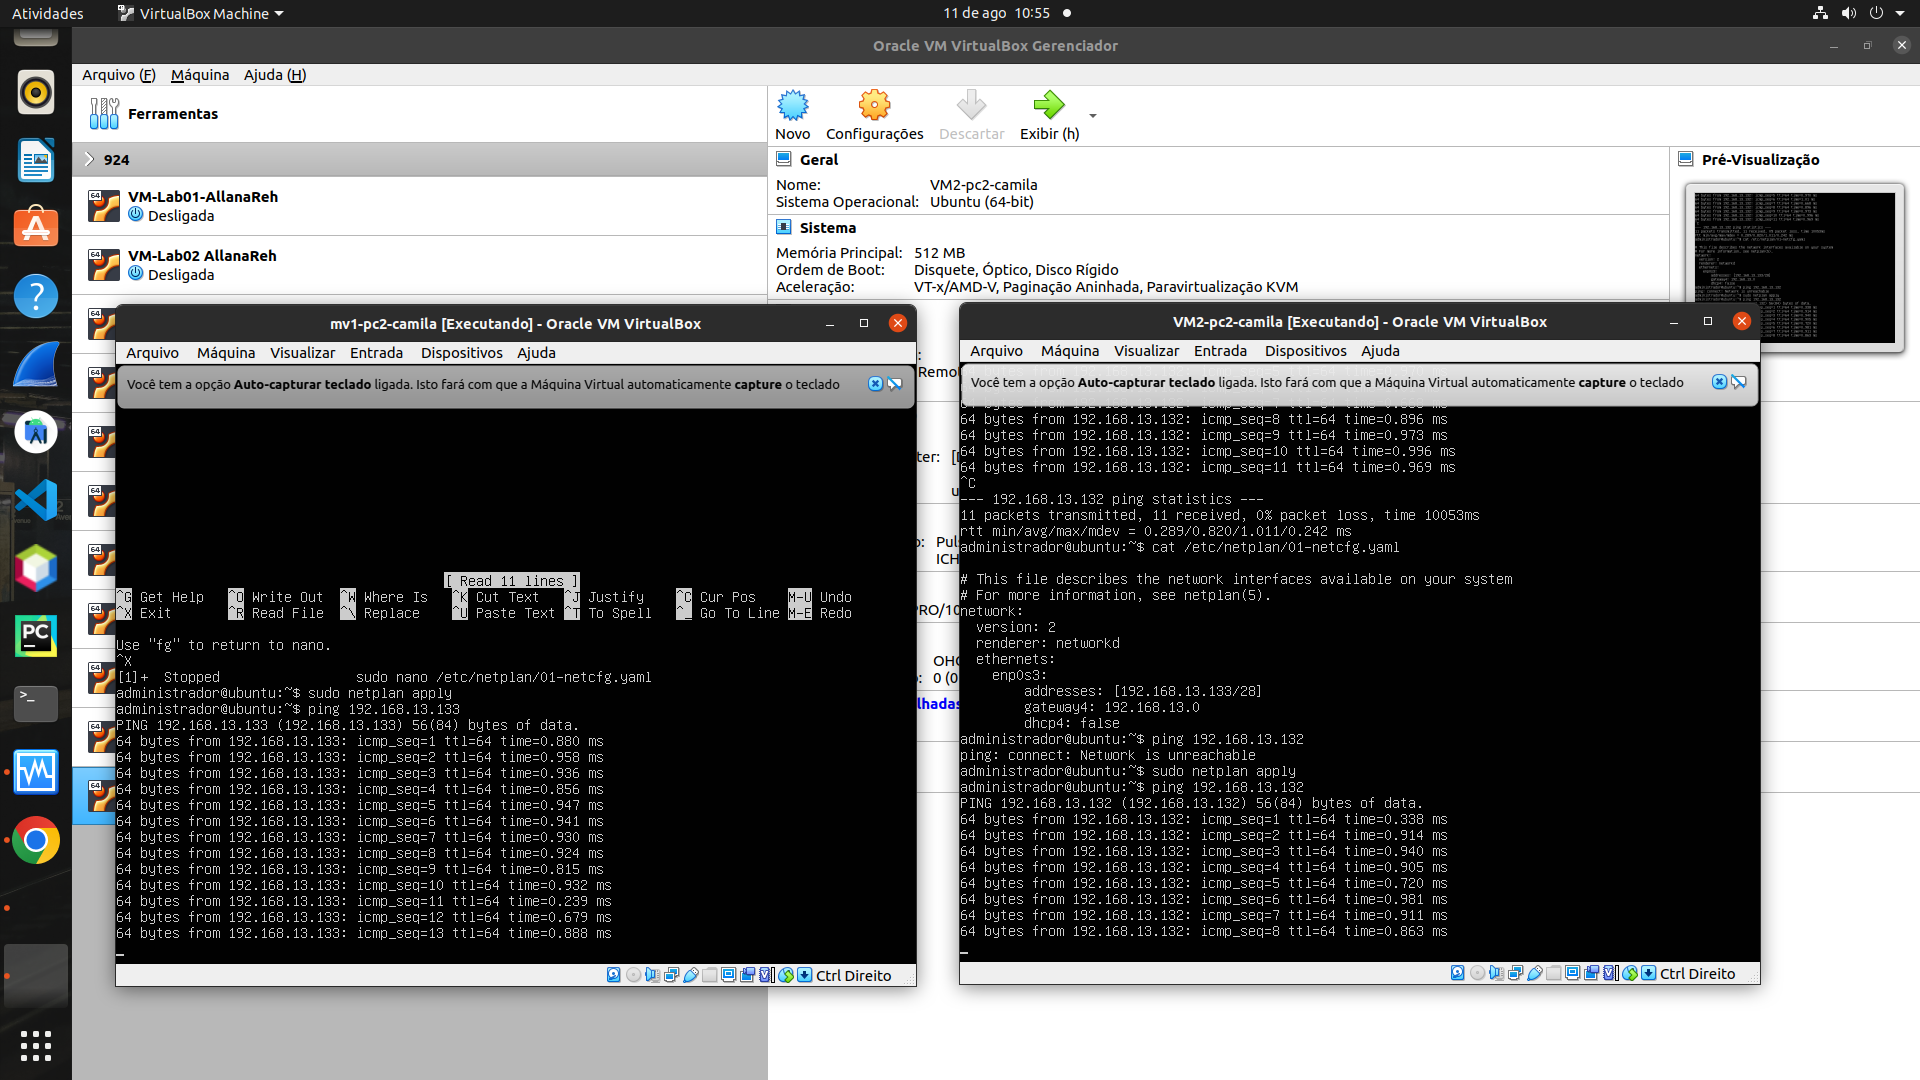 Atividades
VirtualBox Machine
11 de ago 10:55
Oracle VM VirtualBox Gerenciador
Arquivo (F) Máquina Ajuda (H)
Ferramentas
924
64
VM-Lab01-AllanaReh
Desligada
64
VM-Lab02 AllanaReh
Desligada
Novo
Configurações
Descartar
Exibir (h)
Geral
Nome: VM2-pc2-camila
Sistema Operacional: Ubuntu (64-bit)
Sistema
Memória Principal: 512 MB
Ordem de Boot: Disquete, Óptico, Disco Rígido
Aceleração: VT-x/AMD-V, Paginação Aninhada, Paravirtualização KVM
Pré-Visualização
mv1-pc2-camila [Executando] - Oracle VM VirtualBox
Arquivo Máquina Visualizar Entrada Dispositivos Ajuda
Você tem a opção Auto-capturar teclado ligada. Isto fará com que a Máquina Virtual automaticamente capture o teclado
[ Read 11 lines ]
^G Get Help ^O Write Out ^W Where Is ^K Cut Text ^J Justify ^C Cur Pos M-U Undo
^X Exit ^R Read File ^\ Replace ^U Paste Text ^T To Spell ^_ Go To Line M-E Redo
Use "fg" to return to nano.
^X
[1]+ Stopped sudo nano /etc/netplan/01-netcfg.yaml
administrador@ubuntu:~$ sudo netplan apply
administrador@ubuntu:~$ ping 192.168.13.133
PING 192.168.13.133 (192.168.13.133) 56(84) bytes of data.
64 bytes from 192.168.13.133: icmp_seq=1 ttl=64 time=0.880 ms
64 bytes from 192.168.13.133: icmp_seq=2 ttl=64 time=0.958 ms
64 bytes from 192.168.13.133: icmp_seq=3 ttl=64 time=0.936 ms
64 bytes from 192.168.13.133: icmp_seq=4 ttl=64 time=0.856 ms
64 bytes from 192.168.13.133: icmp_seq=5 ttl=64 time=0.947 ms
64 bytes from 192.168.13.133: icmp_seq=6 ttl=64 time=0.941 ms
64 bytes from 192.168.13.133: icmp_seq=7 ttl=64 time=0.930 ms
64 bytes from 192.168.13.133: icmp_seq=8 ttl=64 time=0.924 ms
64 bytes from 192.168.13.133: icmp_seq=9 ttl=64 time=0.815 ms
64 bytes from 192.168.13.133: icmp_seq=10 ttl=64 time=0.932 ms
64 bytes from 192.168.13.133: icmp_seq=11 ttl=64 time=0.239 ms
64 bytes from 192.168.13.133: icmp_seq=12 ttl=64 time=0.679 ms
64 bytes from 192.168.13.133: icmp_seq=13 ttl=64 time=0.888 ms
Ctrl Direito
VM2-pc2-camila [Executando] - Oracle VM VirtualBox
Arquivo Máquina Visualizar Entrada Dispositivos Ajuda
Você tem a opção Auto-capturar teclado ligada. Isto fará com que a Máquina Virtual automaticamente capture o teclado
64 bytes from 192.168.13.132: icmp_seq=8 ttl=64 time=0.896 ms
64 bytes from 192.168.13.132: icmp_seq=9 ttl=64 time=0.973 ms
64 bytes from 192.168.13.132: icmp_seq=10 ttl=64 time=0.996 ms
64 bytes from 192.168.13.132: icmp_seq=11 ttl=64 time=0.969 ms
^C
--- 192.168.13.132 ping statistics ---
11 packets transmitted, 11 received, 0% packet loss, time 10053ms
rtt min/avg/max/mdev = 0.289/0.820/1.011/0.242 ms
administrador@ubuntu:~$ cat /etc/netplan/01-netcfg.yaml
# This file describes the network interfaces available on your system
# For more information, see netplan(5).
network:
version: 2
renderer: networkd
ethernets:
enp0s3:
addresses: [192.168.13.133/28]
gateway4: 192.168.13.0
dhcp4: false
administrador@ubuntu:~$ ping 192.168.13.132
ping: connect: Network is unreachable
administrador@ubuntu:~$ sudo netplan apply
administrador@ubuntu:~$ ping 192.168.13.132
PING 192.168.13.132 (192.168.13.132) 56(84) bytes of data.
64 bytes from 192.168.13.132: icmp_seq=1 ttl=64 time=0.338 ms
64 bytes from 192.168.13.132: icmp_seq=2 ttl=64 time=0.914 ms
64 bytes from 192.168.13.132: icmp_seq=3 ttl=64 time=0.940 ms
64 bytes from 192.168.13.132: icmp_seq=4 ttl=64 time=0.905 ms
64 bytes from 192.168.13.132: icmp_seq=5 ttl=64 time=0.720 ms
64 bytes from 192.168.13.132: icmp_seq=6 ttl=64 time=0.981 ms
64 bytes from 192.168.13.132: icmp_seq=7 ttl=64 time=0.911 ms
64 bytes from 192.168.13.132: icmp_seq=8 ttl=64 time=0.863 ms
Ctrl Direito